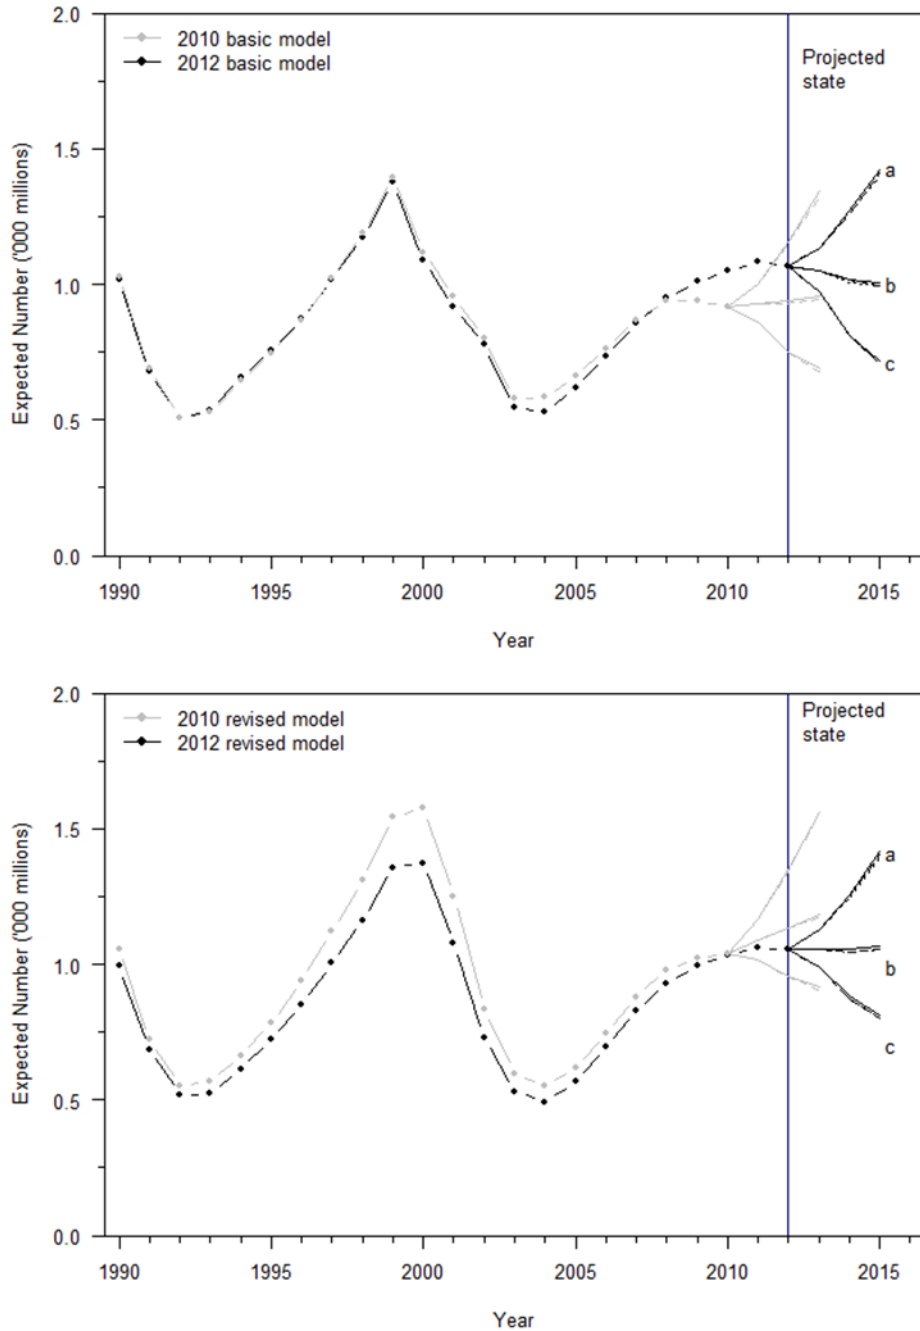 2.0
2010 basic model
2012 basic model
Projected
state
1.5
a
1.0
b
c
0.5
0.0
Expected Number ('000 millions)
1990 1995 2000 2005 2010 2015
Year
2.0
2010 revised model
2012 revised model
Projected
state
1.5
a
1.0
b
c
0.5
0.0
Expected Number ('000 millions)
1990 1995 2000 2005 2010 2015
Year